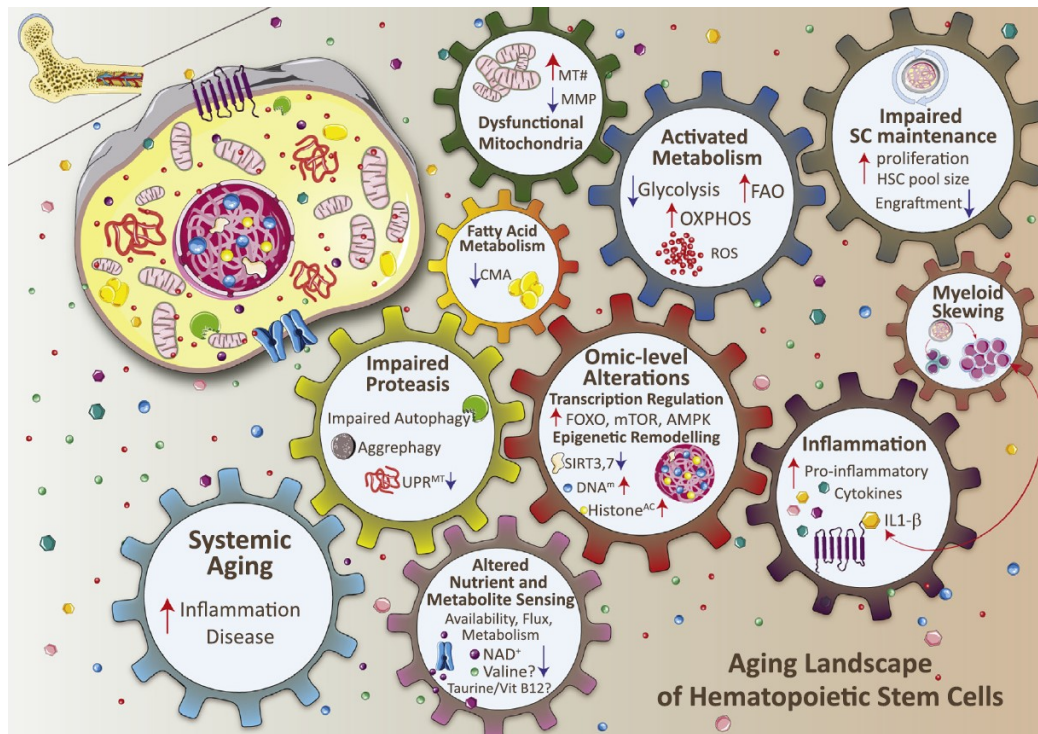 MT#
MMP
Dysfunctional
Mitochondria
Activated
Metabolism
Glycolysis
FAO
OXPHOS
ROS
Impaired
SC maintenance
proliferation
HSC pool size
Engraftment
Fatty Acid
Metabolism
CMA
Myeloid
Skewing
Impaired
Proteasis
Impaired Autophagy
Aggrephagy
UPRᴹᵀ
Omic-level
Alterations
Transcription Regulation
FOXO, mTOR, AMPK
Epigenetic Remodelling
SIRT3,7
DNAᵐ
Histoneᴬᶜ
Inflammation
Pro-inflammatory
Cytokines
IL1-β
Systemic
Aging
Inflammation
Disease
Altered
Nutrient and
Metabolite Sensing
Availability, Flux,
Metabolism
NAD⁺
Valine?
Taurine/Vit B12?
Aging Landscape
of Hematopoietic Stem Cells